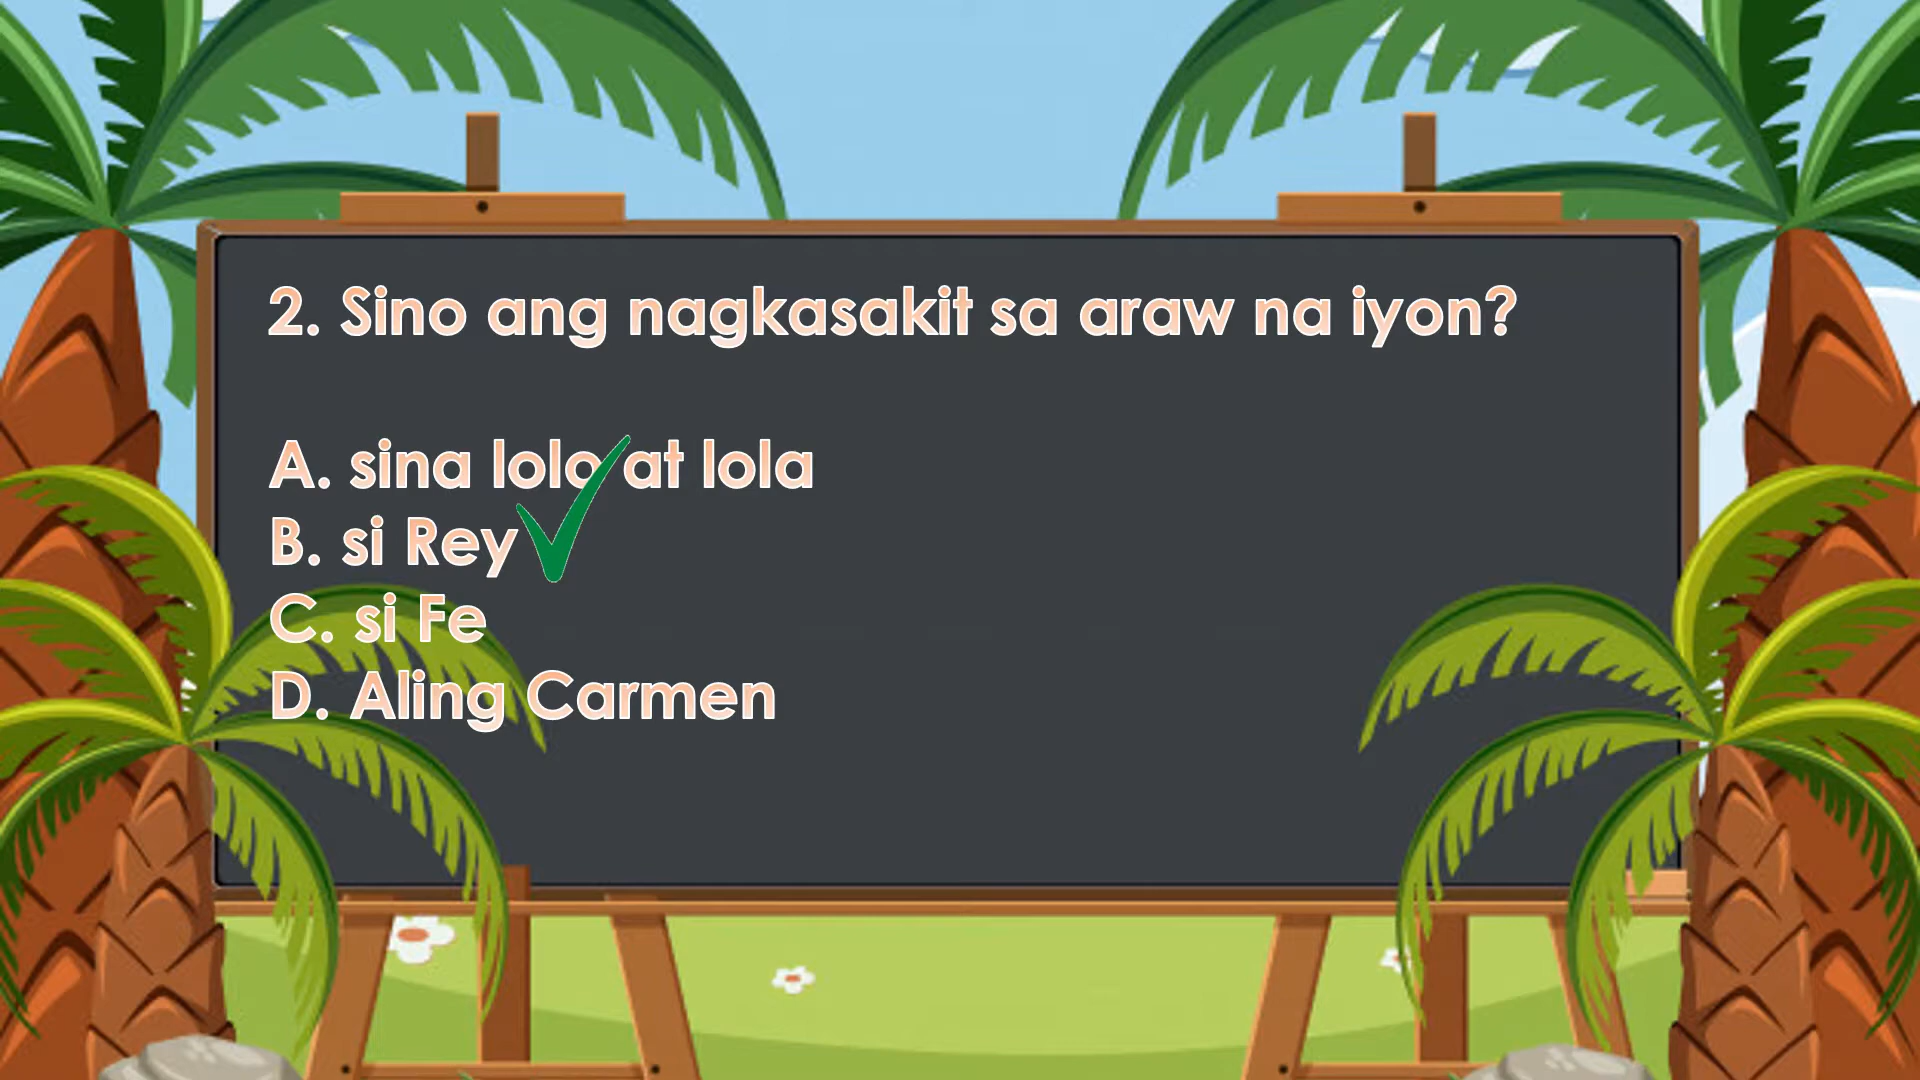 2. Sino ang nagkasakit sa araw na iyon?
A. sina lolo at lola
B. si Rey
C. si Fe
D. Aling Carmen